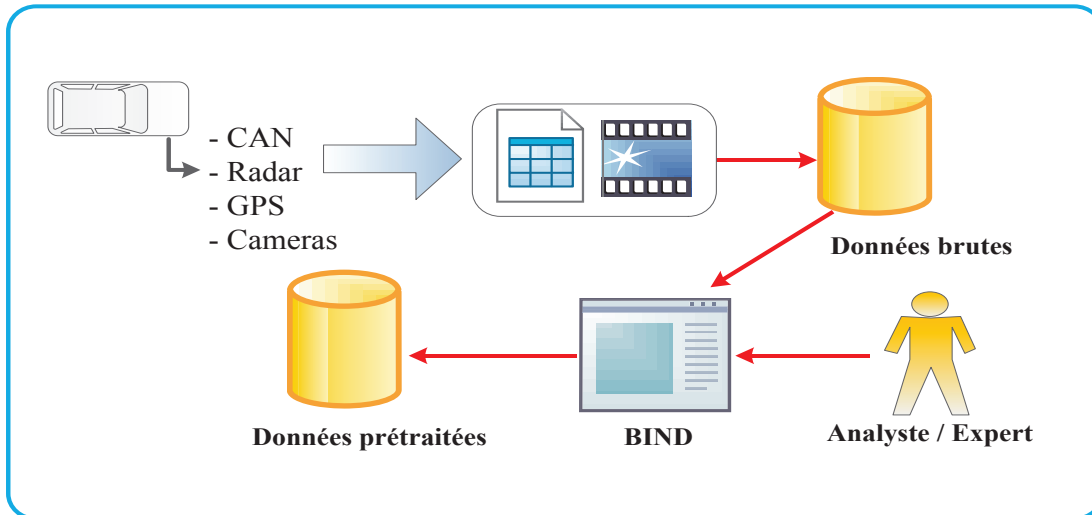 - CAN
- Radar
- GPS
- Cameras
Données brutes
Données prétraitées
BIND
Analyste / Expert